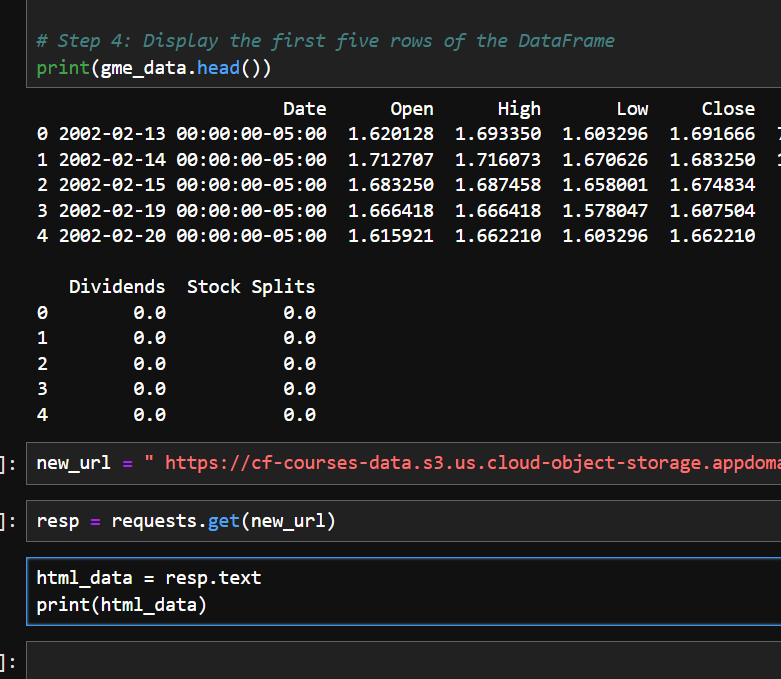 # Step 4: Display the first five rows of the DataFrame
print(gme_data.head())
Date Open High Low Close
0 2002-02-13 00:00:00-05:00 1.620128 1.693350 1.603296 1.691666
1 2002-02-14 00:00:00-05:00 1.712707 1.716073 1.670626 1.683250
2 2002-02-15 00:00:00-05:00 1.683250 1.687458 1.658001 1.674834
3 2002-02-19 00:00:00-05:00 1.666418 1.666418 1.578047 1.607504
4 2002-02-20 00:00:00-05:00 1.615921 1.662210 1.603296 1.662210
Dividends Stock Splits
0 0.0 0.0
1 0.0 0.0
2 0.0 0.0
3 0.0 0.0
4 0.0 0.0
]: new_url = " https://cf-courses-data.s3.us.cloud-object-storage.appdoma
]: resp = requests.get(new_url)
html_data = resp.text
print(html_data)
]: